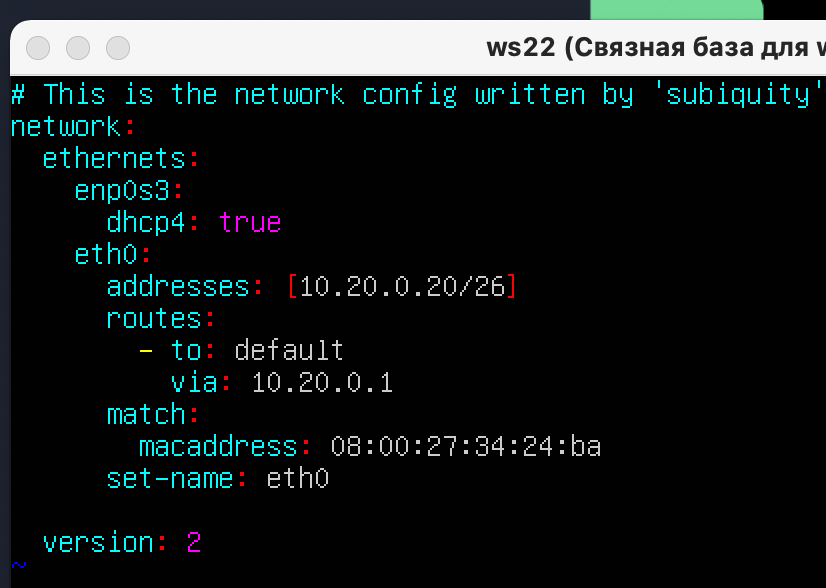 ws22 (Связная база для
# This is the network config written by 'subiquity'
network:
  ethernets:
    enp0s3:
      dhcp4: true
    eth0:
      addresses: [10.20.0.20/26]
      routes:
        - to: default
          via: 10.20.0.1
      match:
        macaddress: 08:00:27:34:24:ba
      set-name: eth0

  version: 2
~